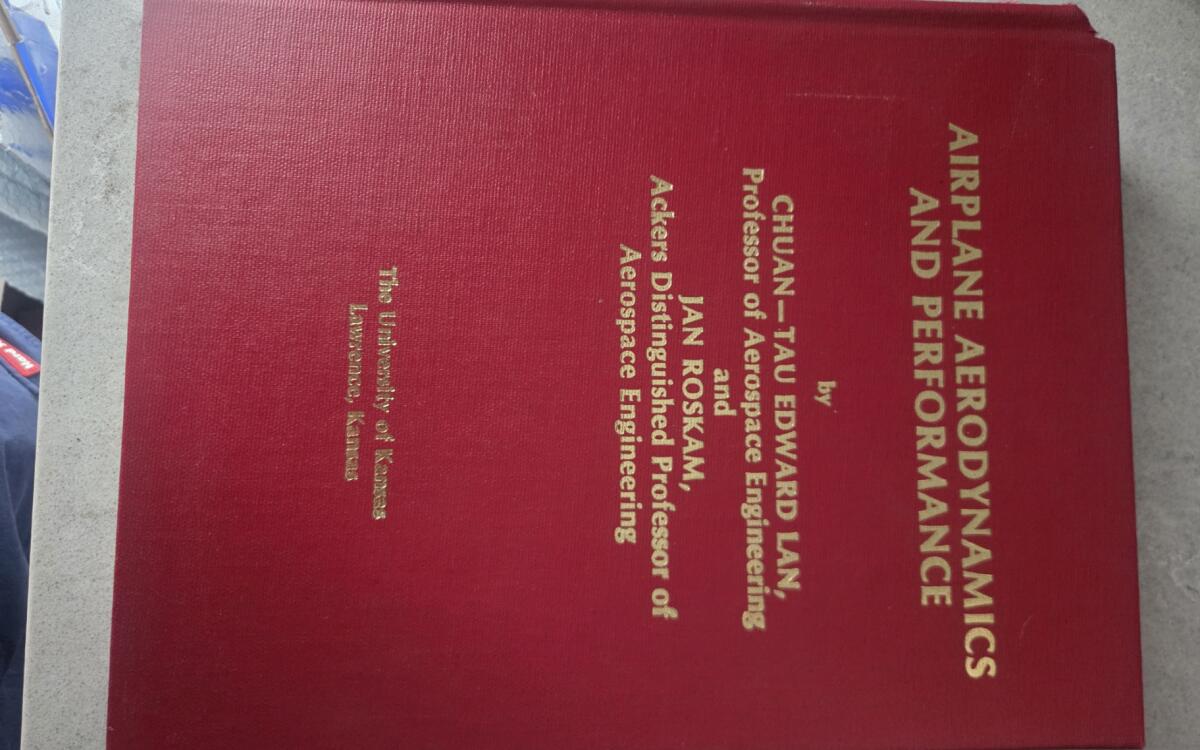 AIRPLANE AERODYNAMICS
AND PERFORMANCE
by
CHUAN—TAU EDWARD LAN,
Professor of Aerospace Engineering
and
JAN ROSKAM,
Ackers Distinguished Professor of
Aerospace Engineering
The University of Kansas
Lawrence, Kansas